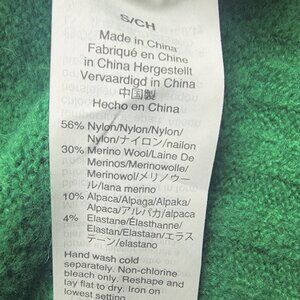 S/CH
Made in China
Fabriqué en Chine
in China Hergestellt
Vervaardigd in China
中国製
Hecho en China
56% Nylon/Nylon/Nylon/
Nylon/ナイロン/nailon
30% Merino Wool/Laine De
Merinos/Merinowolle/
Merinowol/メリノウー
ル/lana merino
10% Alpaca/Alpaga/Alpaka/
Alpaca/アルパカ/alpaca
4% Elastane/Élasthanne/
Elastan/Elastaan/エラス
テーン/elastano
Hand wash cold
separately. Non-chlorine
bleach only. Reshape and
lay flat to dry. Iron on
lowest setting